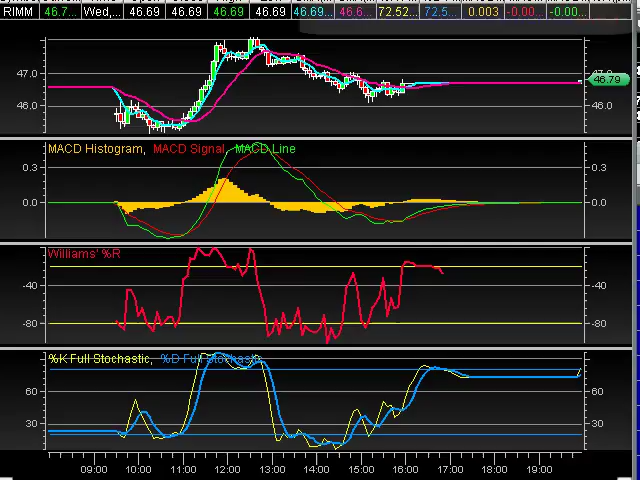 RIMM 46.7... Wed,... 46.69 46.69 46.69 46.69 46.69... 46.6... 72.52... 72.5... 0.003 -0.00... -0.00...
47.0 47.0
46.79
46.0 46.0
MACD Histogram, MACD Signal, MACD Line
0.3 0.3
0.0 0.0
Williams' %R
-40 -40
-80 -80
%K Full Stochastic, %D Full Stochastic
60 60
30 30
09:00 10:00 11:00 12:00 13:00 14:00 15:00 16:00 17:00 18:00 19:00